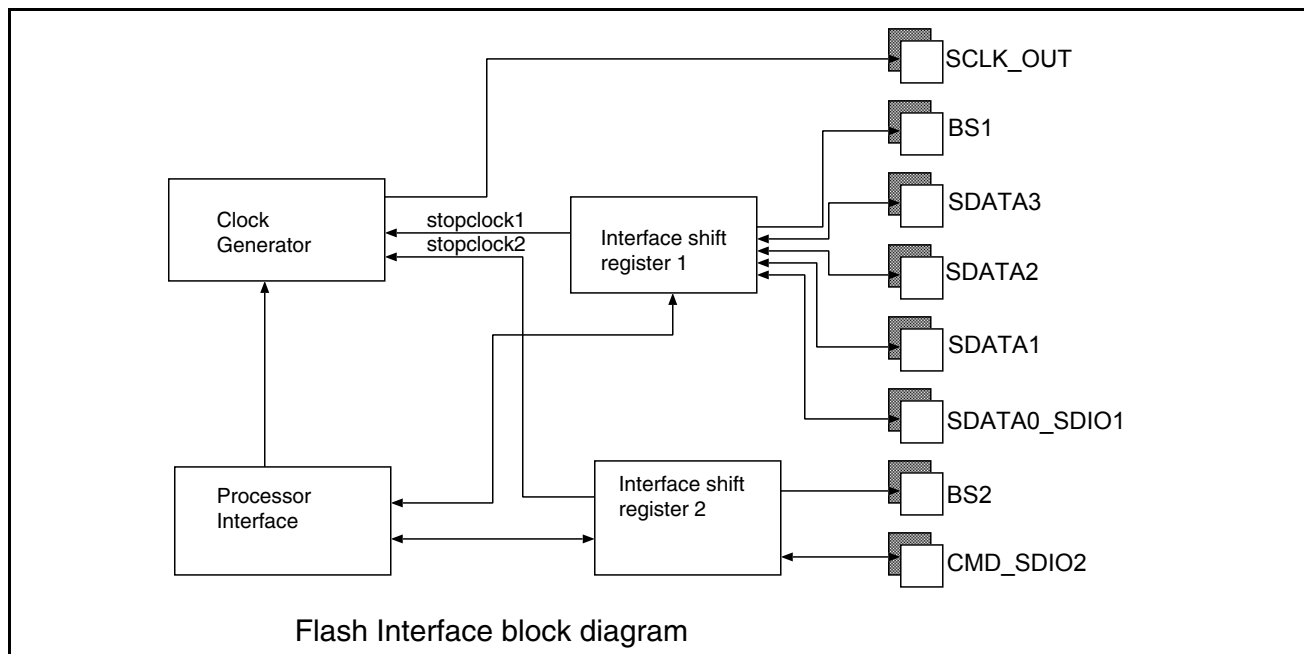 SCLK_OUT
BS1
SDATA3
Clock
Generator
stopclock1
stopclock2
Interface shift
register 1
SDATA2
SDATA1
SDATA0_SDIO1
Processor
Interface
Interface shift
register 2
BS2
CMD_SDIO2
Flash Interface block diagram